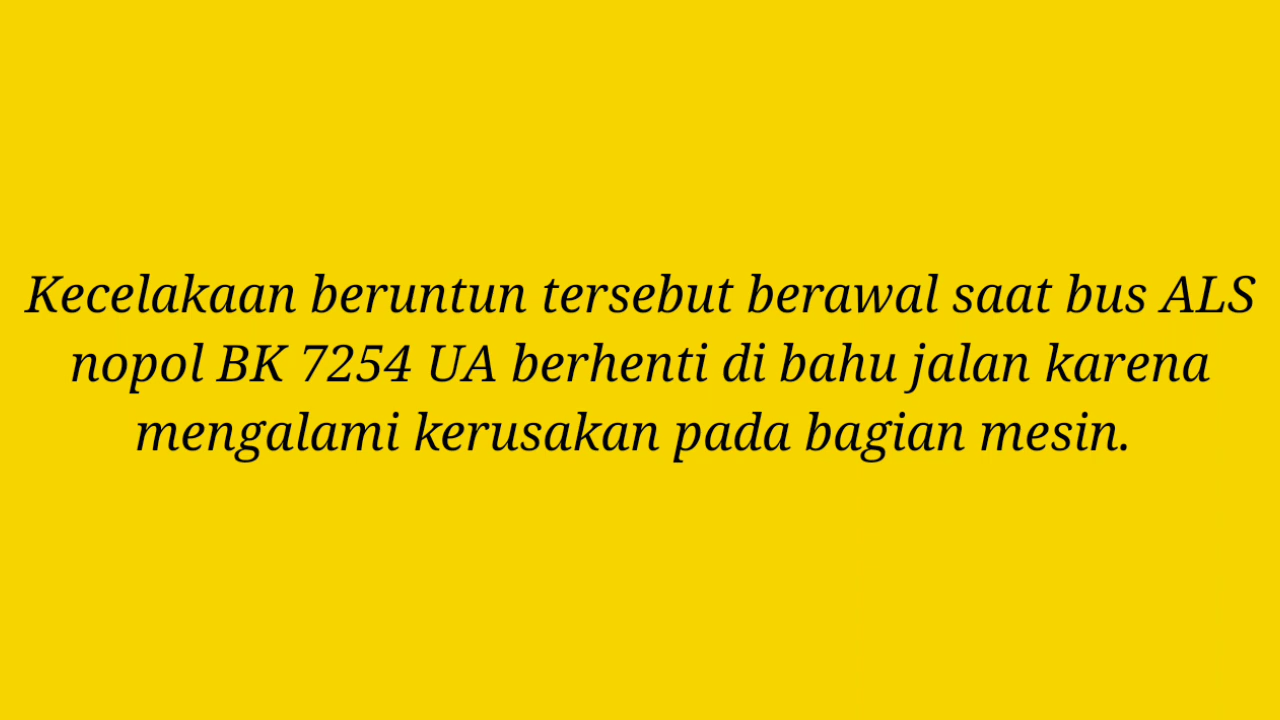 Kecelakaan beruntun tersebut berawal saat bus ALS
nopol BK 7254 UA berhenti di bahu jalan karena
mengalami kerusakan pada bagian mesin.